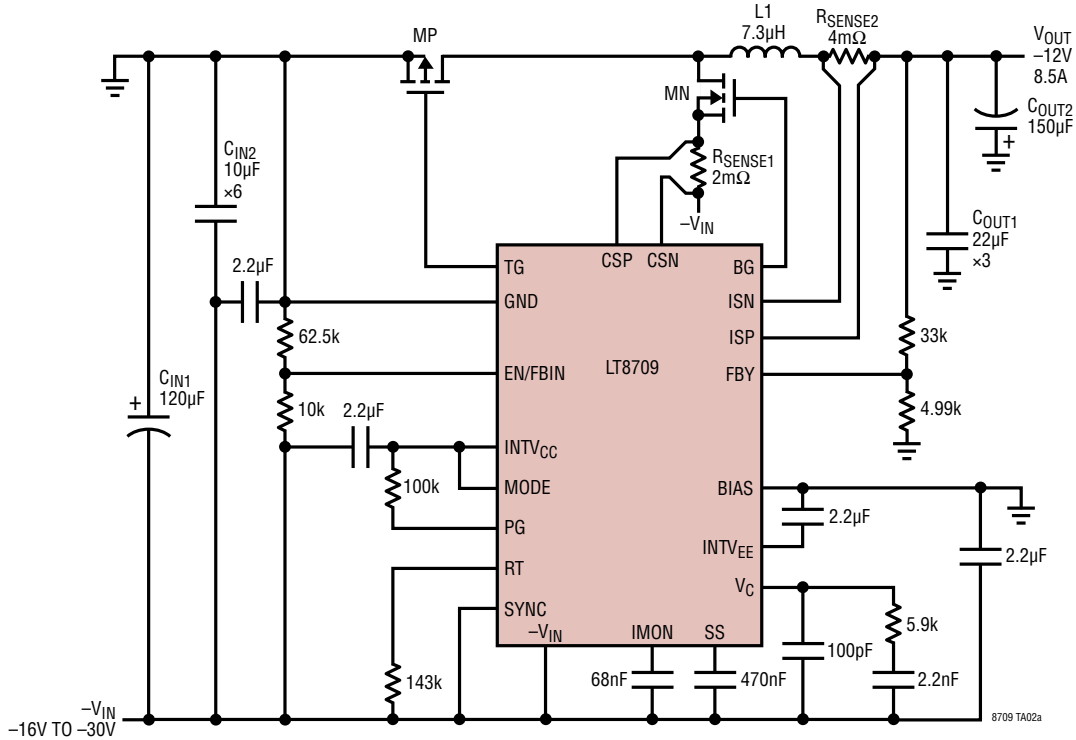 MP
L1
7.3µH
RSENSE2
4mΩ
VOUT
–12V
8.5A
MN
COUT2
150µF
+
CIN2
10µF
×6
RSENSE1
2mΩ
–VIN
COUT1
22µF
×3
2.2µF
TG
CSP
CSN
BG
GND
ISN
62.5k
ISP
33k
EN/FBIN
LT8709
FBY
CIN1
120µF
+
10k
2.2µF
4.99k
INTVCC
100k
MODE
BIAS
PG
2.2µF
INTVEE
2.2µF
RT
VC
SYNC
–VIN
IMON
SS
5.9k
100pF
143k
68nF
470nF
2.2nF
–VIN
–16V TO –30V
8709 TA02a